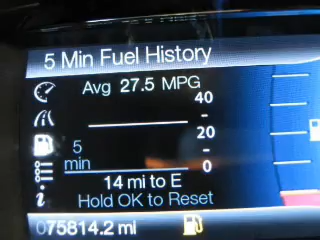 5 Min Fuel History
Avg 27.5 MPG
40
20
5
min
0
14 mi to E
Hold OK to Reset
075814.2 mi